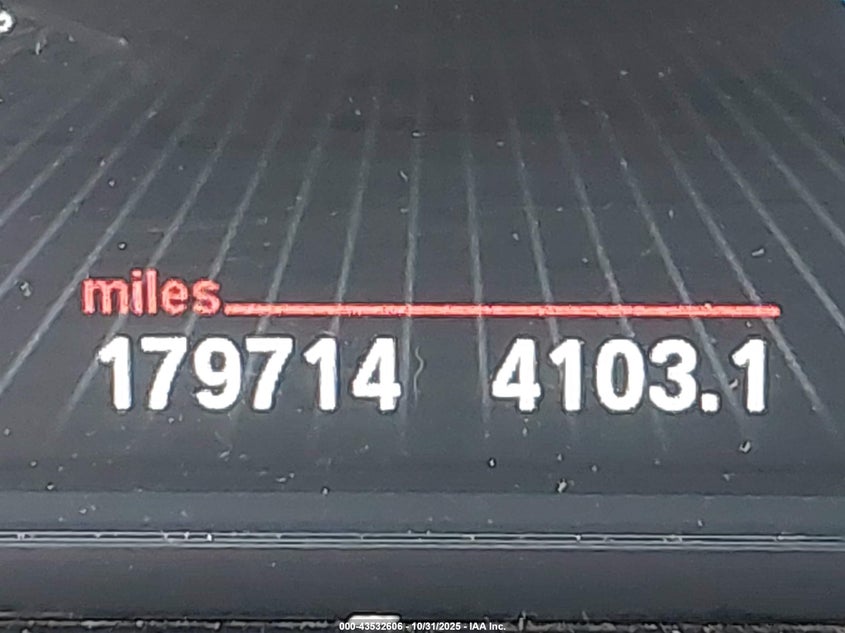 miles
179714 4103.1
000-43532606 - 10/31/2025 - IAA Inc.